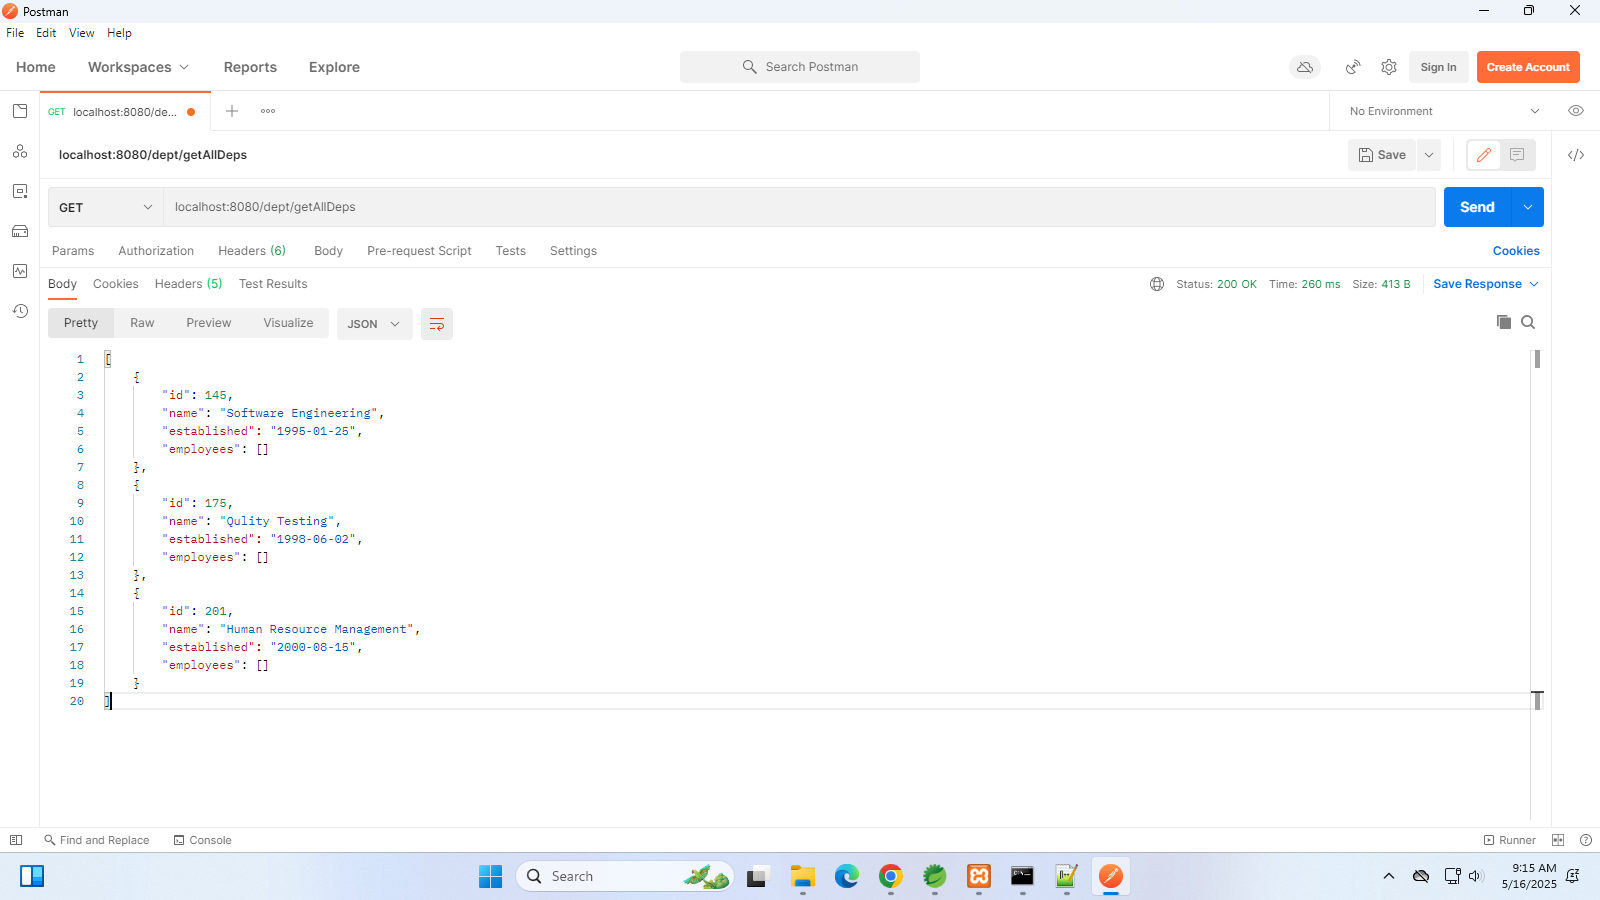 Postman
File Edit View Help
Home Workspaces Reports Explore Search Postman Sign In Create Account
GET localhost:8080/de... No Environment
localhost:8080/dept/getAllDeps Save
GET localhost:8080/dept/getAllDeps Send
Params Authorization Headers (6) Body Pre-request Script Tests Settings Cookies
Body Cookies Headers (5) Test Results Status: 200 OK Time: 260 ms Size: 413 B Save Response
Pretty Raw Preview Visualize JSON
1 [
2 {
3 "id": 145,
4 "name": "Software Engineering",
5 "established": "1995-01-25",
6 "employees": []
7 },
8 {
9 "id": 175,
10 "name": "Qulity Testing",
11 "established": "1998-06-02",
12 "employees": []
13 },
14 {
15 "id": 201,
16 "name": "Human Resource Management",
17 "established": "2000-08-15",
18 "employees": []
19 }
20 ]
Find and Replace Console Runner
Search 9:15 AM
5/16/2025